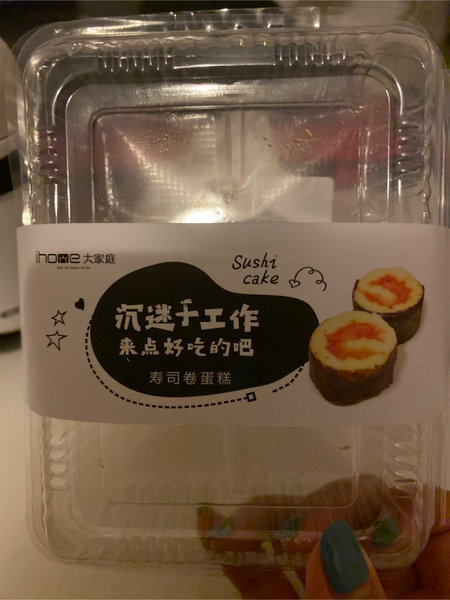 ihome 大家庭
Sushi
cake
沉迷于工作
来点好吃的吧
寿司卷蛋糕